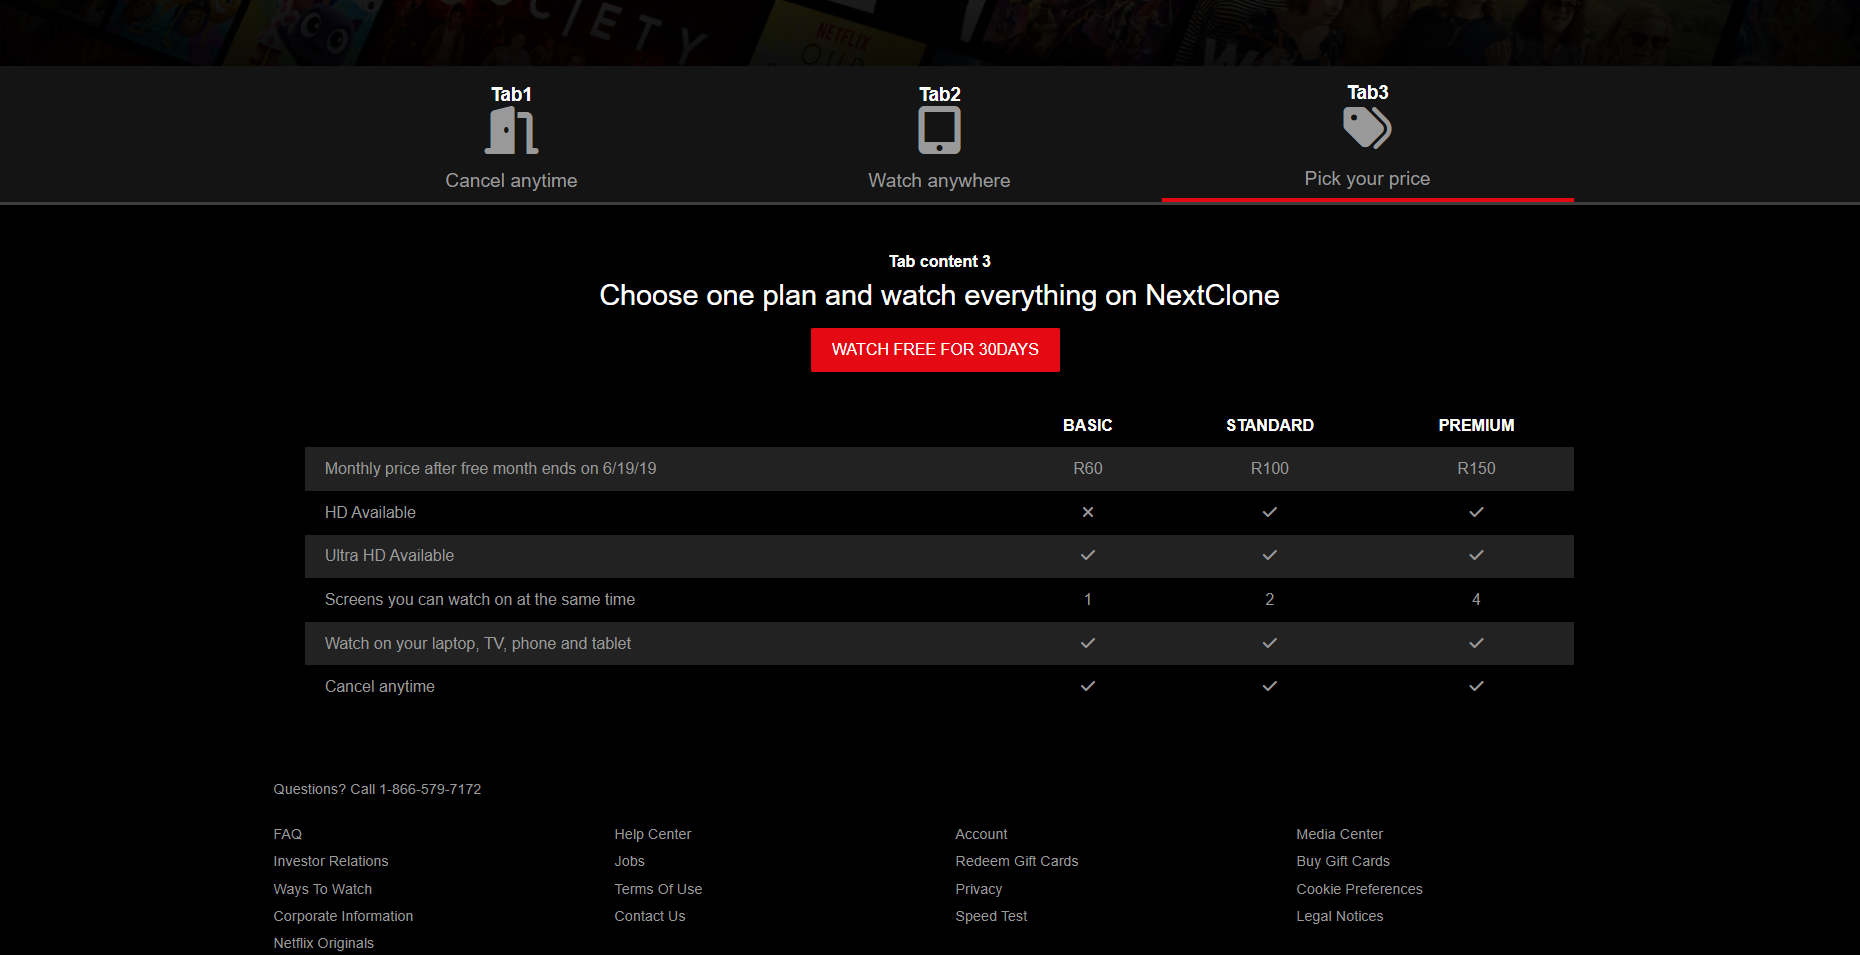 CIETY
NETFLIX
Tab1
Tab2
Tab3
Cancel anytime
Watch anywhere
Pick your price
Tab content 3
Choose one plan and watch everything on NextClone
WATCH FREE FOR 30DAYS
BASIC STANDARD PREMIUM
Monthly price after free month ends on 6/19/19 R60 R100 R150
HD Available ✕ ✓ ✓
Ultra HD Available ✓ ✓ ✓
Screens you can watch on at the same time 1 2 4
Watch on your laptop, TV, phone and tablet ✓ ✓ ✓
Cancel anytime ✓ ✓ ✓
Questions? Call 1-866-579-7172
FAQ Help Center Account Media Center
Investor Relations Jobs Redeem Gift Cards Buy Gift Cards
Ways To Watch Terms Of Use Privacy Cookie Preferences
Corporate Information Contact Us Speed Test Legal Notices
Netflix Originals